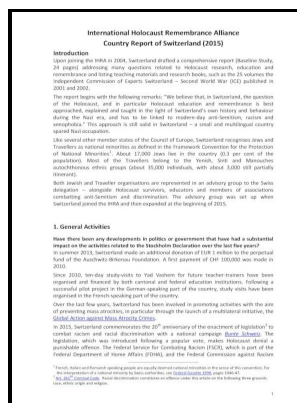 International Holocaust Remembrance Alliance
Country Report of Switzerland (2015)
Introduction
Upon joining the IHRA in 2004, Switzerland drafted a comprehensive report (Baseline Study,
24 pages) addressing many questions related to Holocaust research, education and
remembrance and listing teaching materials and research books, such as the 25 volumes the
Independent Commission of Experts Switzerland – Second World War (ICE) published in
2001 and 2002.
The report begins with the following remarks: "We believe that, in Switzerland, the question
of the Holocaust, and in particular Holocaust education and remembrance is best
approached, explained and taught in the light of Switzerland's own history and behaviour
during the Nazi era, and has to be linked to modern-day anti-Semitism, racism and
xenophobia." This approach is still valid in Switzerland – a small and multilingual country
spared Nazi occupation.
Like several other member states of the Council of Europe, Switzerland recognises Jews and
Travellers as national minorities as defined in the Framework Convention for the Protection
of National Minorities¹. About 17,000 Jews live in the country (0.3 per cent of the
population). Most of the Travellers belong to the Yenish, Sinti and Manouches
autochthonous ethnic groups (about 35,000 individuals, with about 3,000 still partially
itinerant).
Both Jewish and Traveller organisations are represented in an advisory group to the Swiss
delegation – alongside Holocaust survivors, educators and members of associations
combatting anti-Semitism and discrimination. The advisory group was set up when
Switzerland joined the IHRA and then expanded at the beginning of 2015.
1. General Activities
Have there been any developments in politics or government that have had a substantial
impact on the activities related to the Stockholm Declaration over the last five years?
In summer 2013, Switzerland made an additional donation of EUR 1 million to the perpetual
fund of the Auschwitz-Birkenau Foundation. A first payment of CHF 100,000 was made in
2010.
Since 2010, ten-day study-visits to Yad Vashem for future teacher-trainers have been
organised and financed by both cantonal and federal education institutions. Following a
successful pilot project in the German-speaking part of the country, study visits have been
organised in the French-speaking part of the country.
Over the last few years, Switzerland has been involved in promoting activities with the aim
of preventing mass atrocities, in particular through the launch of a multilateral initiative, the
Global Action against Mass Atrocity Crimes.
In 2015, Switzerland commemorates the 20th anniversary of the enactment of legislation² to
combat racism and racial discrimination with a national campaign Bunte Schweiz. The
legislation, which was introduced following a popular vote, makes Holocaust denial a
punishable offence. The Federal Service for Combating Racism (FSCR), which is part of the
Federal Department of Home Affairs (FDHA), and the Federal Commission against Racism